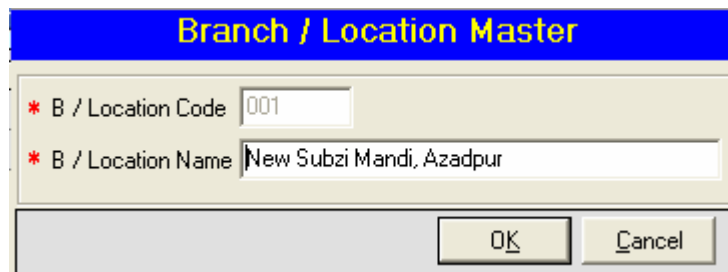 Branch / Location Master
* B / Location Code 001
* B / Location Name New Subzi Mandi, Azadpur
OK Cancel